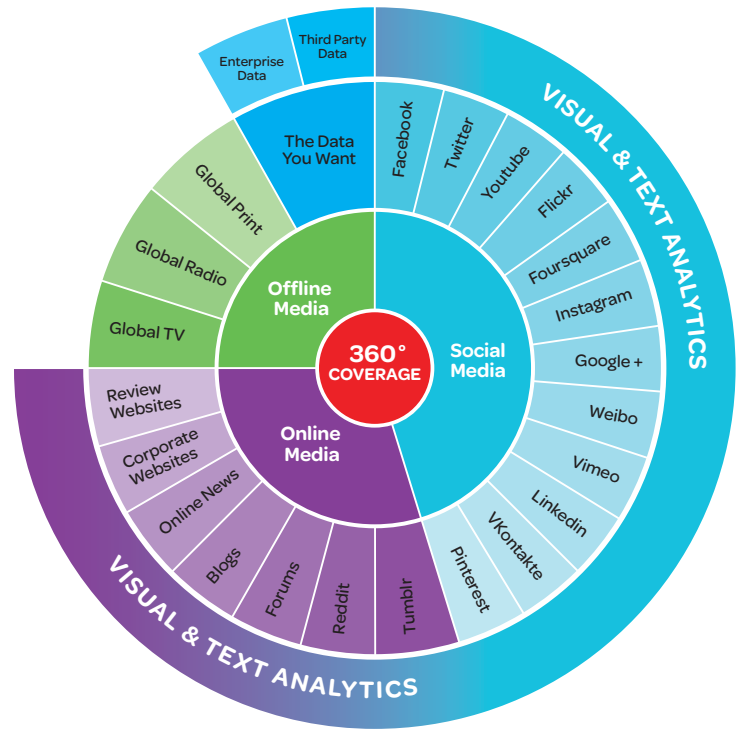 360°
COVERAGE
Social
Media
Online
Media
Offline
Media
The Data
You Want
Enterprise
Data
Third Party
Data
Facebook
Twitter
Youtube
Flickr
Foursquare
Instagram
Google +
Weibo
Vimeo
Linkedin
VKontakte
Pinterest
Tumblr
Reddit
Forums
Blogs
Online News
Corporate
Websites
Review
Websites
Global TV
Global Radio
Global Print
VISUAL & TEXT ANALYTICS
VISUAL & TEXT ANALYTICS